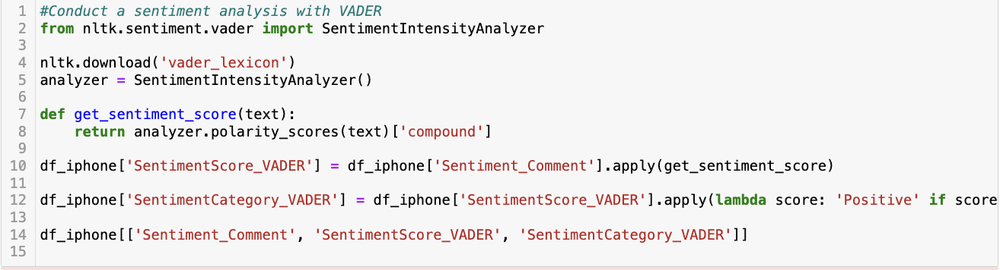 1 #Conduct a sentiment analysis with VADER
2 from nltk.sentiment.vader import SentimentIntensityAnalyzer
3
4 nltk.download('vader_lexicon')
5 analyzer = SentimentIntensityAnalyzer()
6
7 def get_sentiment_score(text):
8     return analyzer.polarity_scores(text)['compound']
9
10 df_iphone['SentimentScore_VADER'] = df_iphone['Sentiment_Comment'].apply(get_sentiment_score)
11
12 df_iphone['SentimentCategory_VADER'] = df_iphone['SentimentScore_VADER'].apply(lambda score: 'Positive' if score
13
14 df_iphone[['Sentiment_Comment', 'SentimentScore_VADER', 'SentimentCategory_VADER']]
15